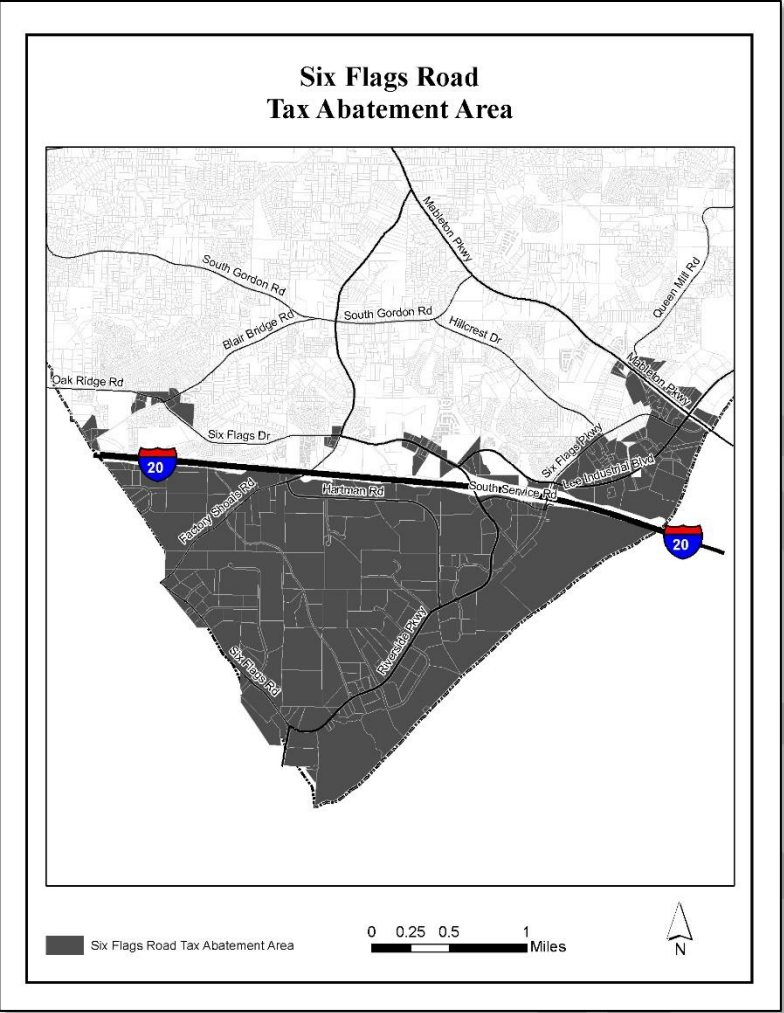 Six Flags Road
Tax Abatement Area
Mableton Pkwy
South Gordon Rd
Queen Mill Rd
South Gordon Rd
Blair Bridge Rd
Hillcrest Dr
Mableton Pkwy
Oak Ridge Rd
Six Flags Dr
Six Flags Pkwy
20
Lee Industrial Blvd
South Service Rd
Hartman Rd
Factory Shoals Rd
20
Riverside Pkwy
Six Flags Rd
Six Flags Road Tax Abatement Area
0 0.25 0.5 1
Miles
N